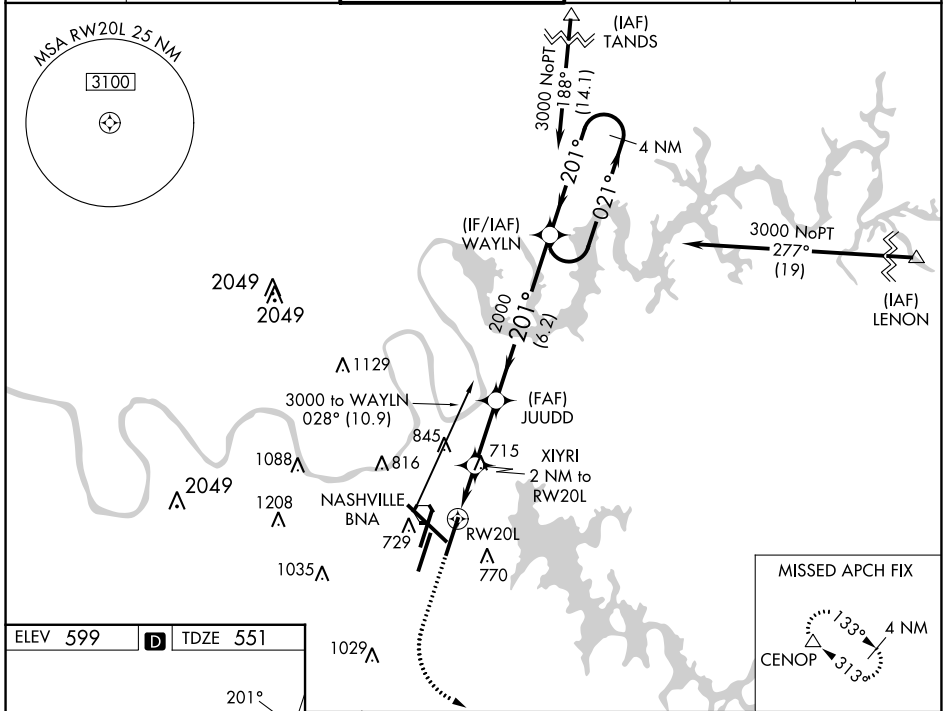 MSA RW20L 25 NM
3100
(IAF)
TANDS
3000 NoPT
188°
(14.1)
201°
021°
4 NM
(IF/IAF)
WAYLN
3000 NoPT
277°
(19)
(IAF)
LENON
2049
2049
2000
201°
(6.2)
1129
3000 to WAYLN
028° (10.9)
(FAF)
JUUDD
845
715
XIYRI
2 NM to
RW20L
1088
816
2049
1208
NASHVILLE
BNA
729
RW20L
770
1035
1029
MISSED APCH FIX
133°
4 NM
CENOP
313°
ELEV 599
D
TDZE 551
201°